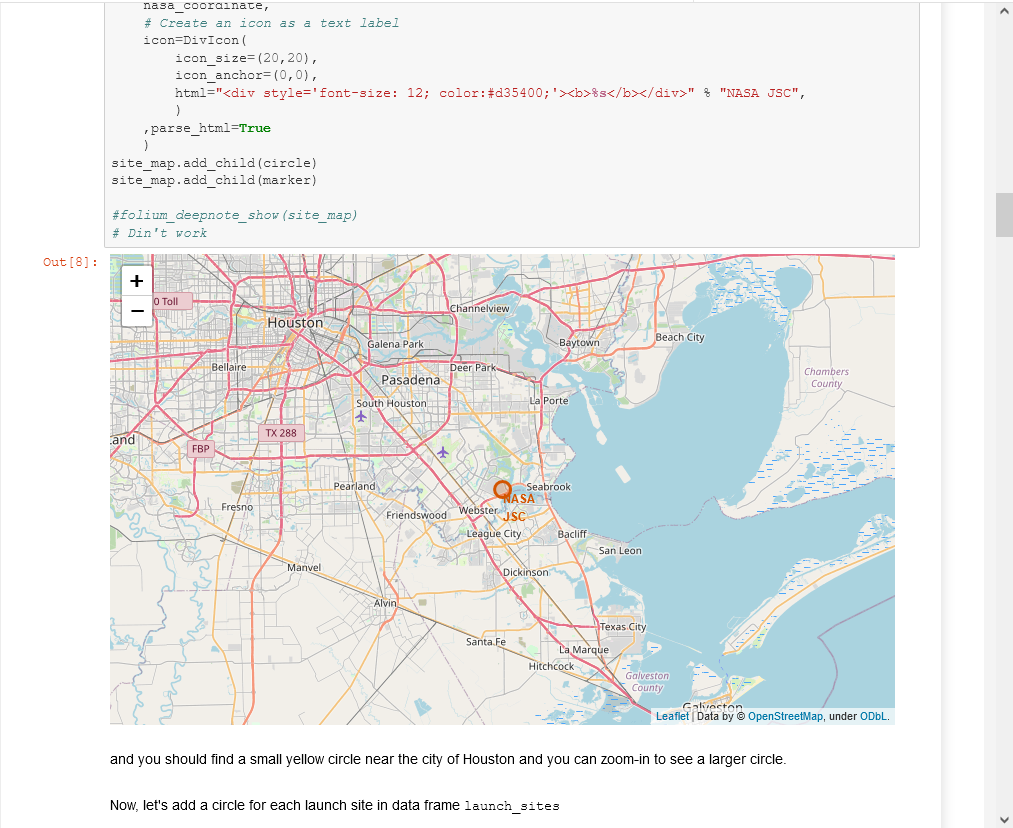 nasa_coordinate,
# Create an icon as a text label
icon=DivIcon(
icon_size=(20,20),
icon_anchor=(0,0),
html="<div style='font-size: 12; color:#d35400;'><b>%s</b></div>" % "NASA JSC",
)
,parse_html=True
)
site_map.add_child(circle)
site_map.add_child(marker)
#folium_deepnote_show(site_map)
# Din't work
Out[8]:
+
−
0 Toll
Houston
Channelview
Galena Park
Baytown
Beach City
Bellaire
Deer Park
Chambers
County
Pasadena
South Houston
La Porte
land
TX 288
FBP
Pearland
Seabrook
NASA
JSC
Fresno
Friendswood
Webster
League City
Bacliff
San Leon
Manvel
Dickinson
Alvin
Texas City
Santa Fe
La Marque
Hitchcock
Galveston
County
Galveston
Leaflet | Data by © OpenStreetMap, under ODbL.
and you should find a small yellow circle near the city of Houston and you can zoom-in to see a larger circle.
Now, let's add a circle for each launch site in data frame launch_sites